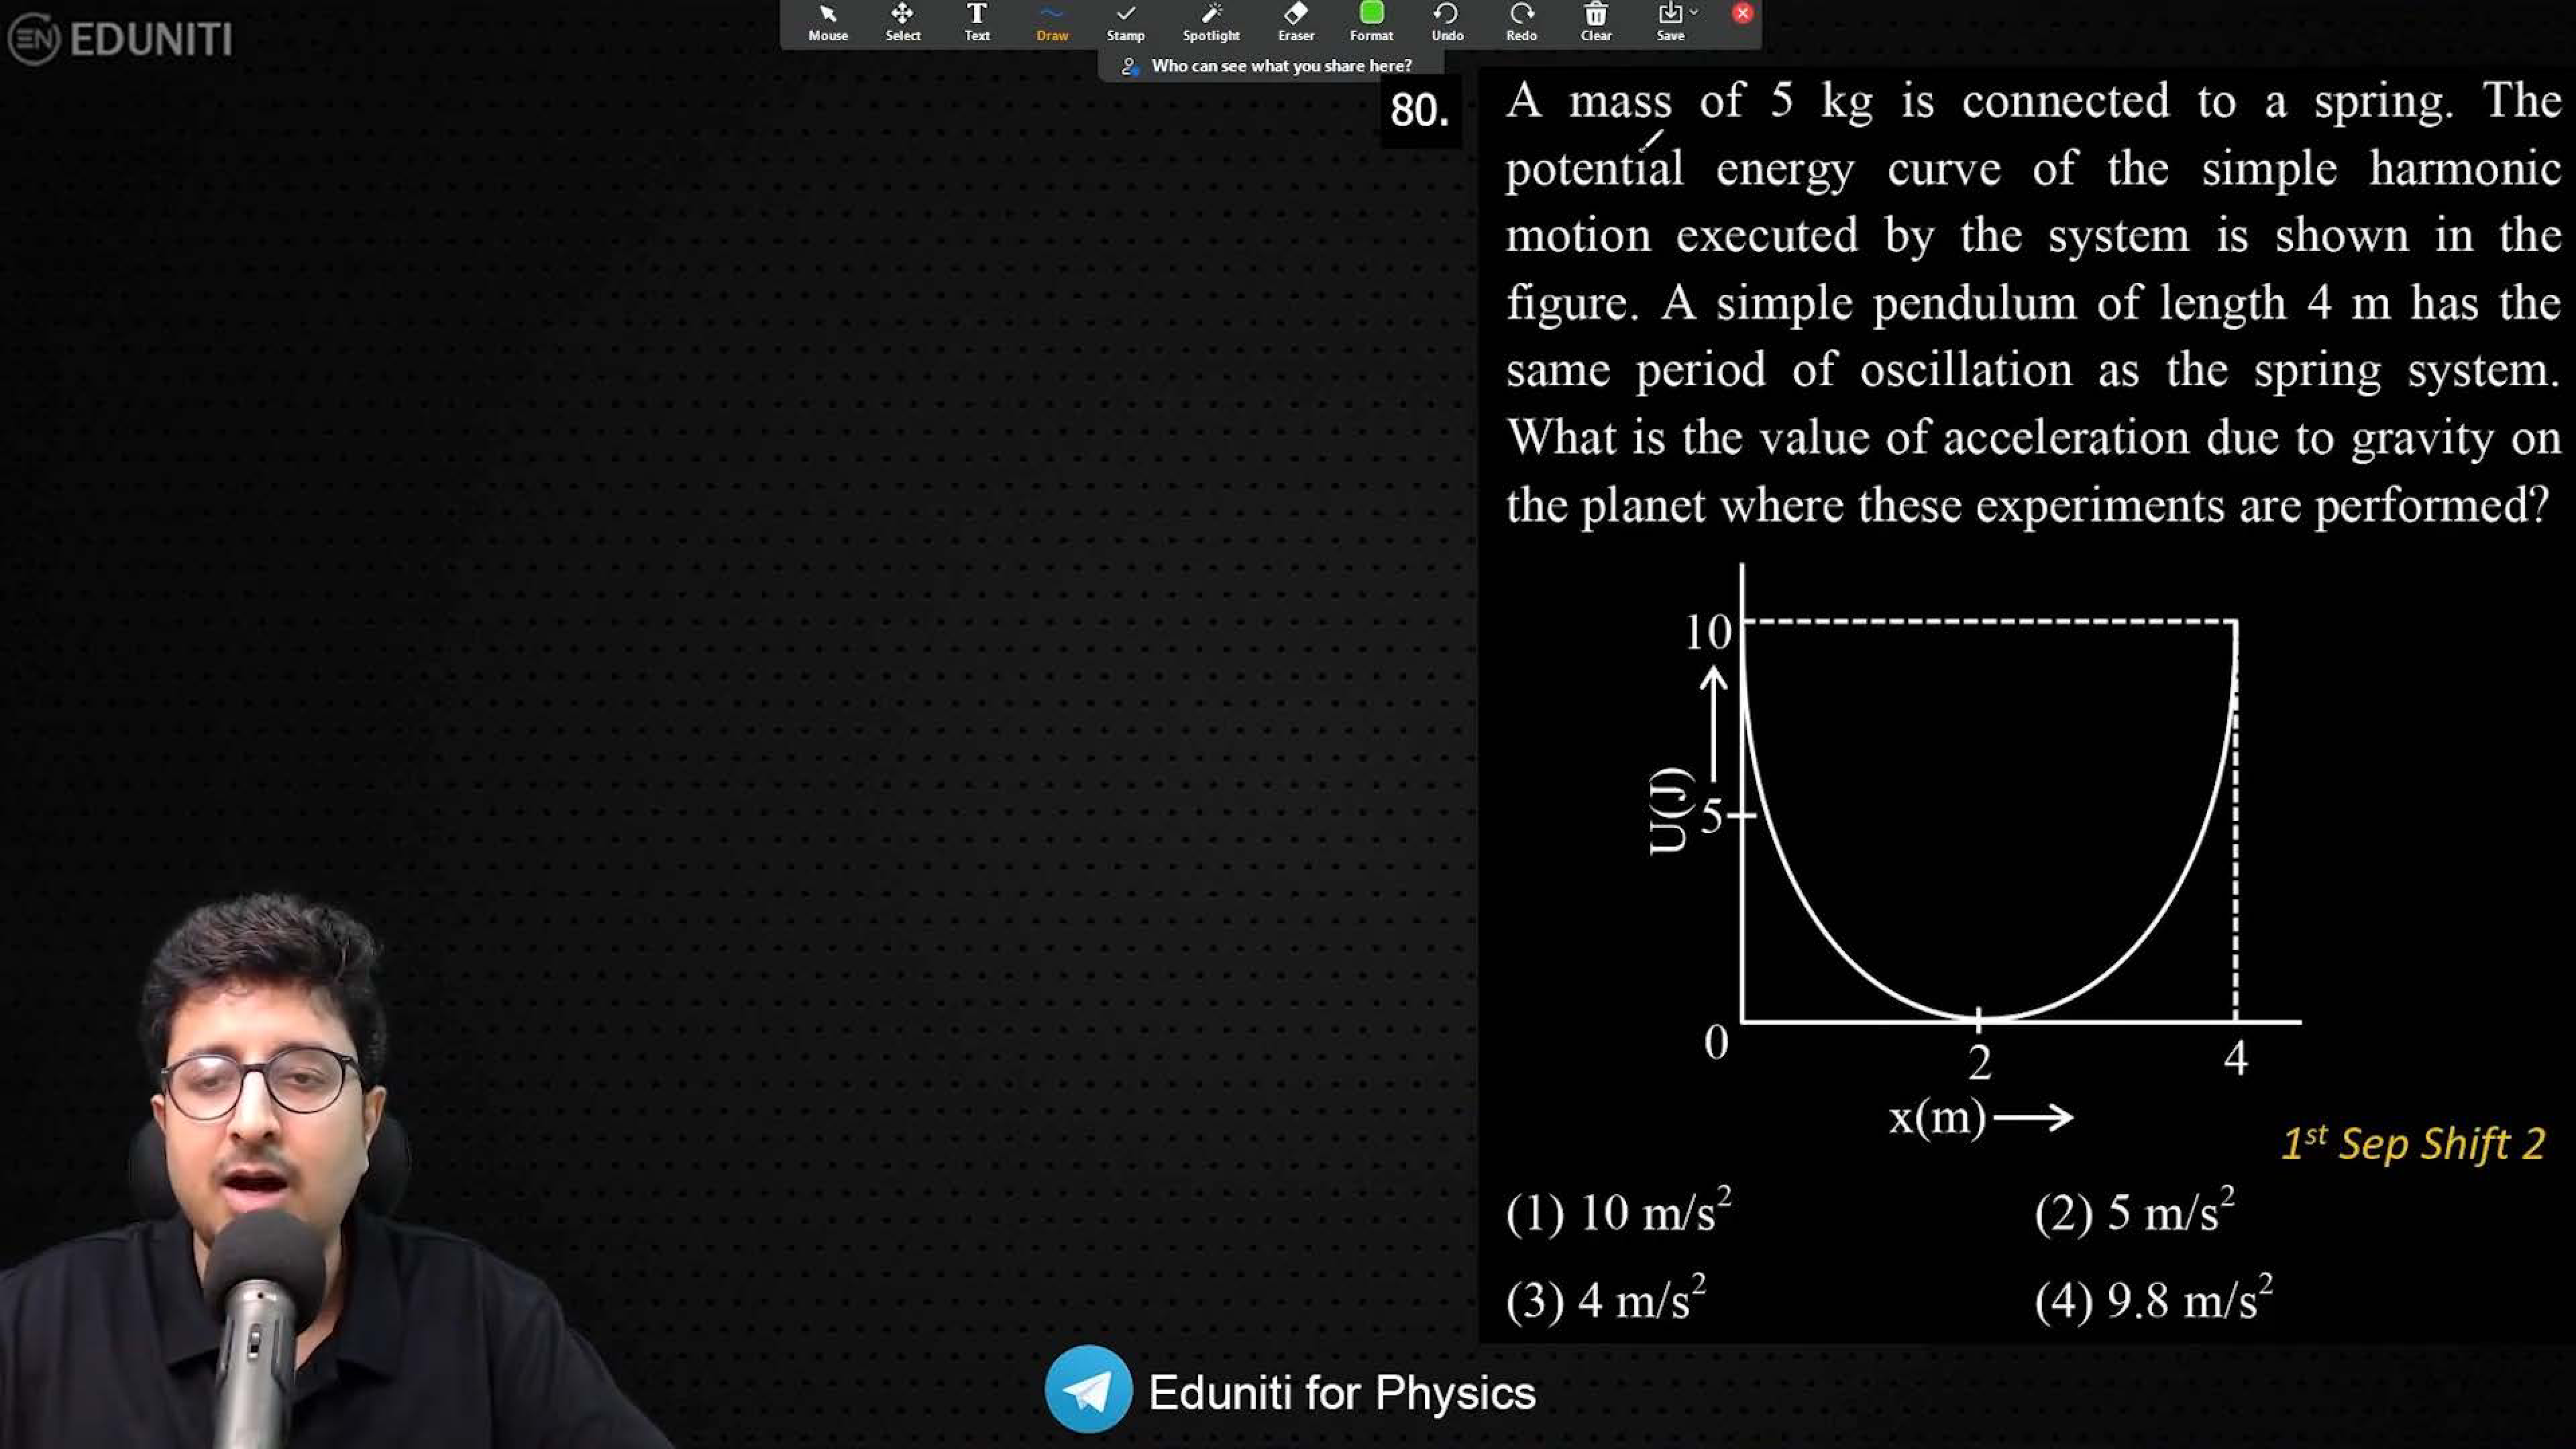 EN EDUNITI
Mouse Select Text Draw Stamp Spotlight Eraser Format Undo Redo Clear Save
Who can see what you share here?
80. A mass of 5 kg is connected to a spring. The
potential energy curve of the simple harmonic
motion executed by the system is shown in the
figure. A simple pendulum of length 4 m has the
same period of oscillation as the spring system.
What is the value of acceleration due to gravity on
the planet where these experiments are performed?
10
U(J)
5
0
2
4
x(m)
1st Sep Shift 2
(1) 10 m/s² (2) 5 m/s²
(3) 4 m/s² (4) 9.8 m/s²
Eduniti for Physics